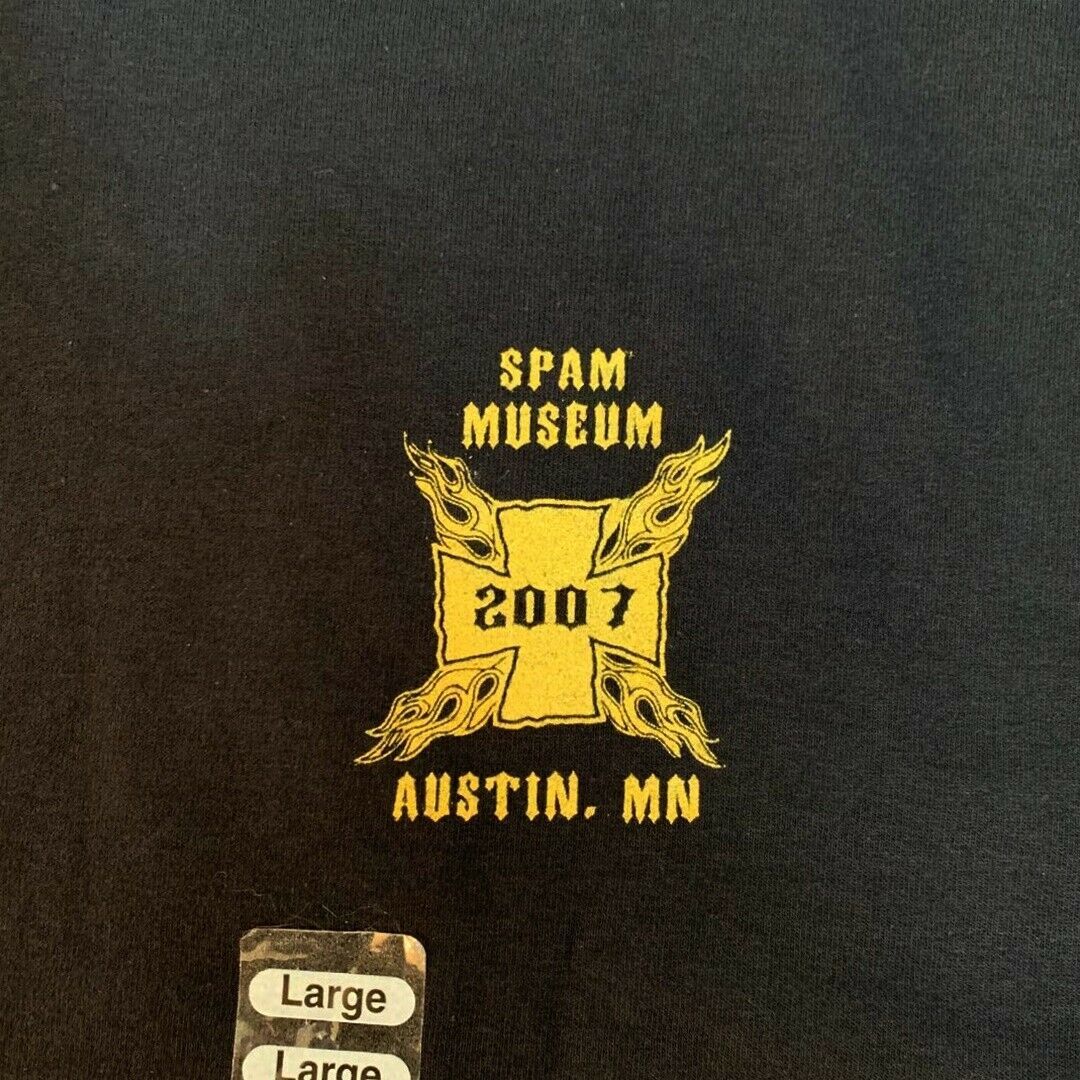 SPAM
MUSEUM
2007
AUSTIN, MN
Large
Large